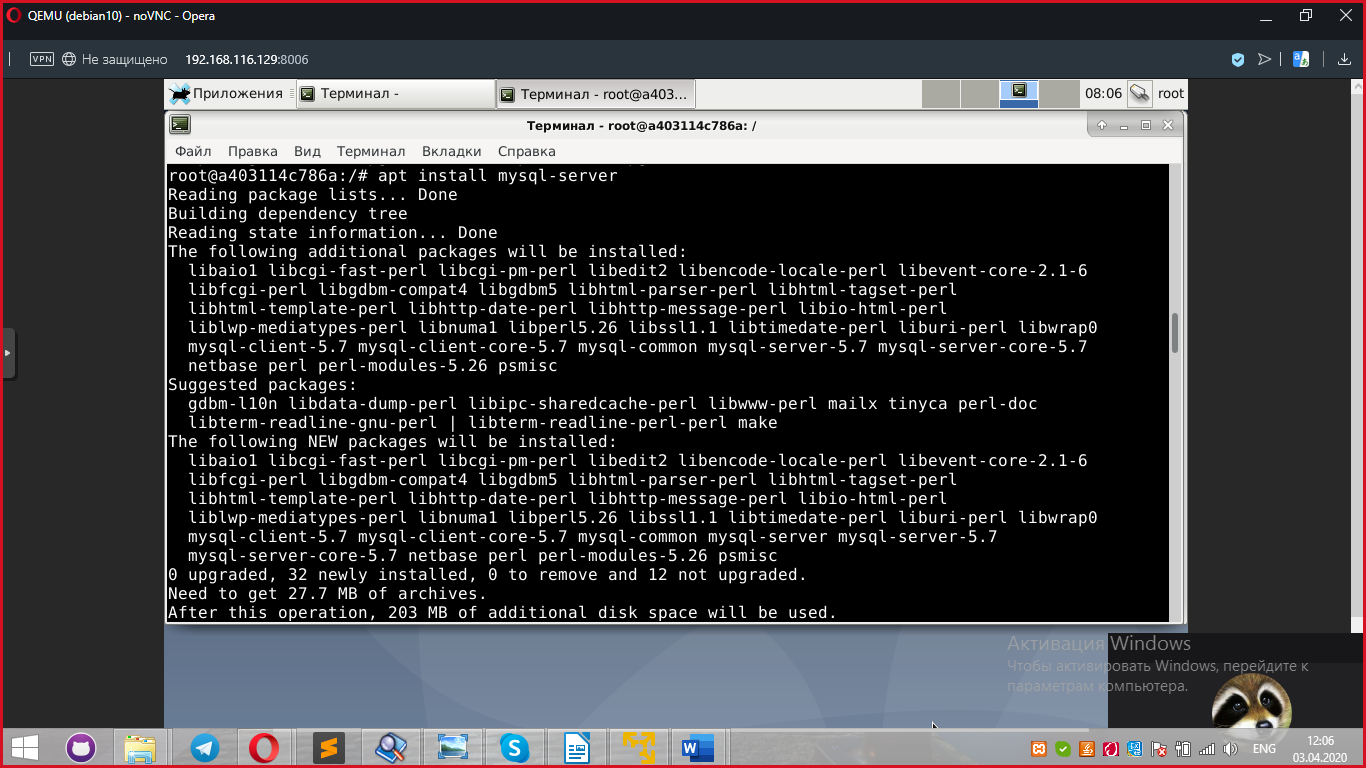 QEMU (debian10) - noVNC - Opera
VPN Не защищено 192.168.116.129:8006
Приложения Терминал - Терминал - root@a403... 08:06 root
Терминал - root@a403114c786a: /
Файл Правка Вид Терминал Вкладки Справка
root@a403114c786a:/# apt install mysql-server
Reading package lists... Done
Building dependency tree
Reading state information... Done
The following additional packages will be installed:
libaio1 libcgi-fast-perl libcgi-pm-perl libedit2 libencode-locale-perl libevent-core-2.1-6
libfcgi-perl libgdbm-compat4 libgdbm5 libhtml-parser-perl libhtml-tagset-perl
libhtml-template-perl libhttp-date-perl libhttp-message-perl libio-html-perl
liblwp-mediatypes-perl libnuma1 libperl5.26 libssl1.1 libtimedate-perl liburi-perl libwrap0
mysql-client-5.7 mysql-client-core-5.7 mysql-common mysql-server-5.7 mysql-server-core-5.7
netbase perl perl-modules-5.26 psmisc
Suggested packages:
gdbm-l10n libdata-dump-perl libipc-sharedcache-perl libwww-perl mailx tinyca perl-doc
libterm-readline-gnu-perl | libterm-readline-perl-perl make
The following NEW packages will be installed:
libaio1 libcgi-fast-perl libcgi-pm-perl libedit2 libencode-locale-perl libevent-core-2.1-6
libfcgi-perl libgdbm-compat4 libgdbm5 libhtml-parser-perl libhtml-tagset-perl
libhtml-template-perl libhttp-date-perl libhttp-message-perl libio-html-perl
liblwp-mediatypes-perl libnuma1 libperl5.26 libssl1.1 libtimedate-perl liburi-perl libwrap0
mysql-client-5.7 mysql-client-core-5.7 mysql-common mysql-server mysql-server-5.7
mysql-server-core-5.7 netbase perl perl-modules-5.26 psmisc
0 upgraded, 32 newly installed, 0 to remove and 12 not upgraded.
Need to get 27.7 MB of archives.
After this operation, 203 MB of additional disk space will be used.
Активация Windows
Чтобы активировать Windows, перейдите к
параметрам компьютера.
ENG
12:06
03.04.2020